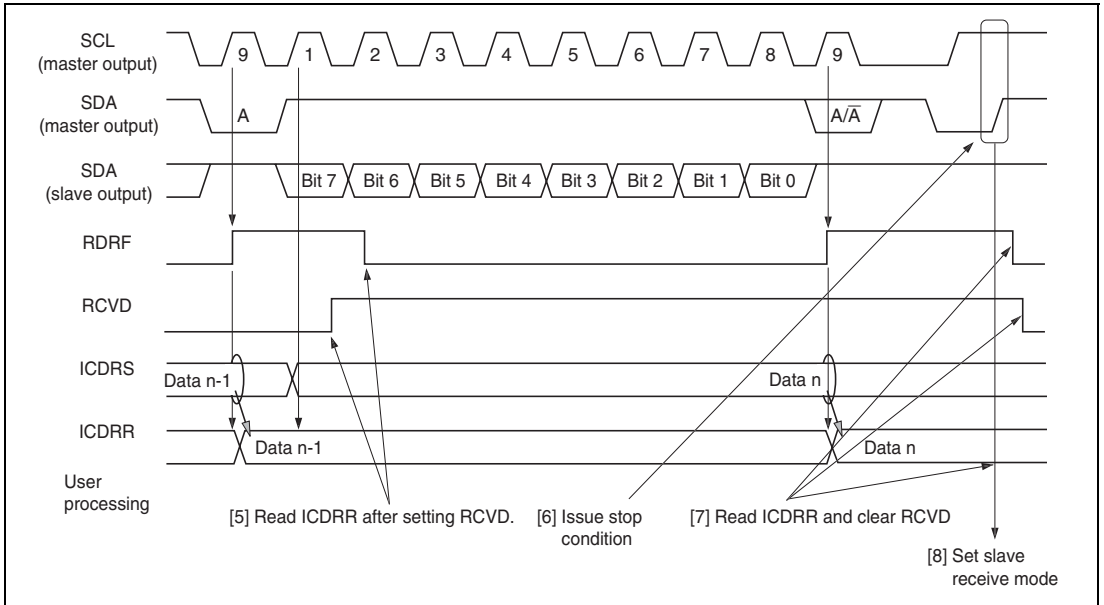 SCL
(master output)
9 1 2 3 4 5 6 7 8 9
SDA
(master output)
A A/A̅
SDA
(slave output)
Bit 7 Bit 6 Bit 5 Bit 4 Bit 3 Bit 2 Bit 1 Bit 0
RDRF
RCVD
ICDRS
Data n-1 Data n
ICDRR
Data n-1 Data n
User
processing
[5] Read ICDRR after setting RCVD.
[6] Issue stop
condition
[7] Read ICDRR and clear RCVD
[8] Set slave
receive mode